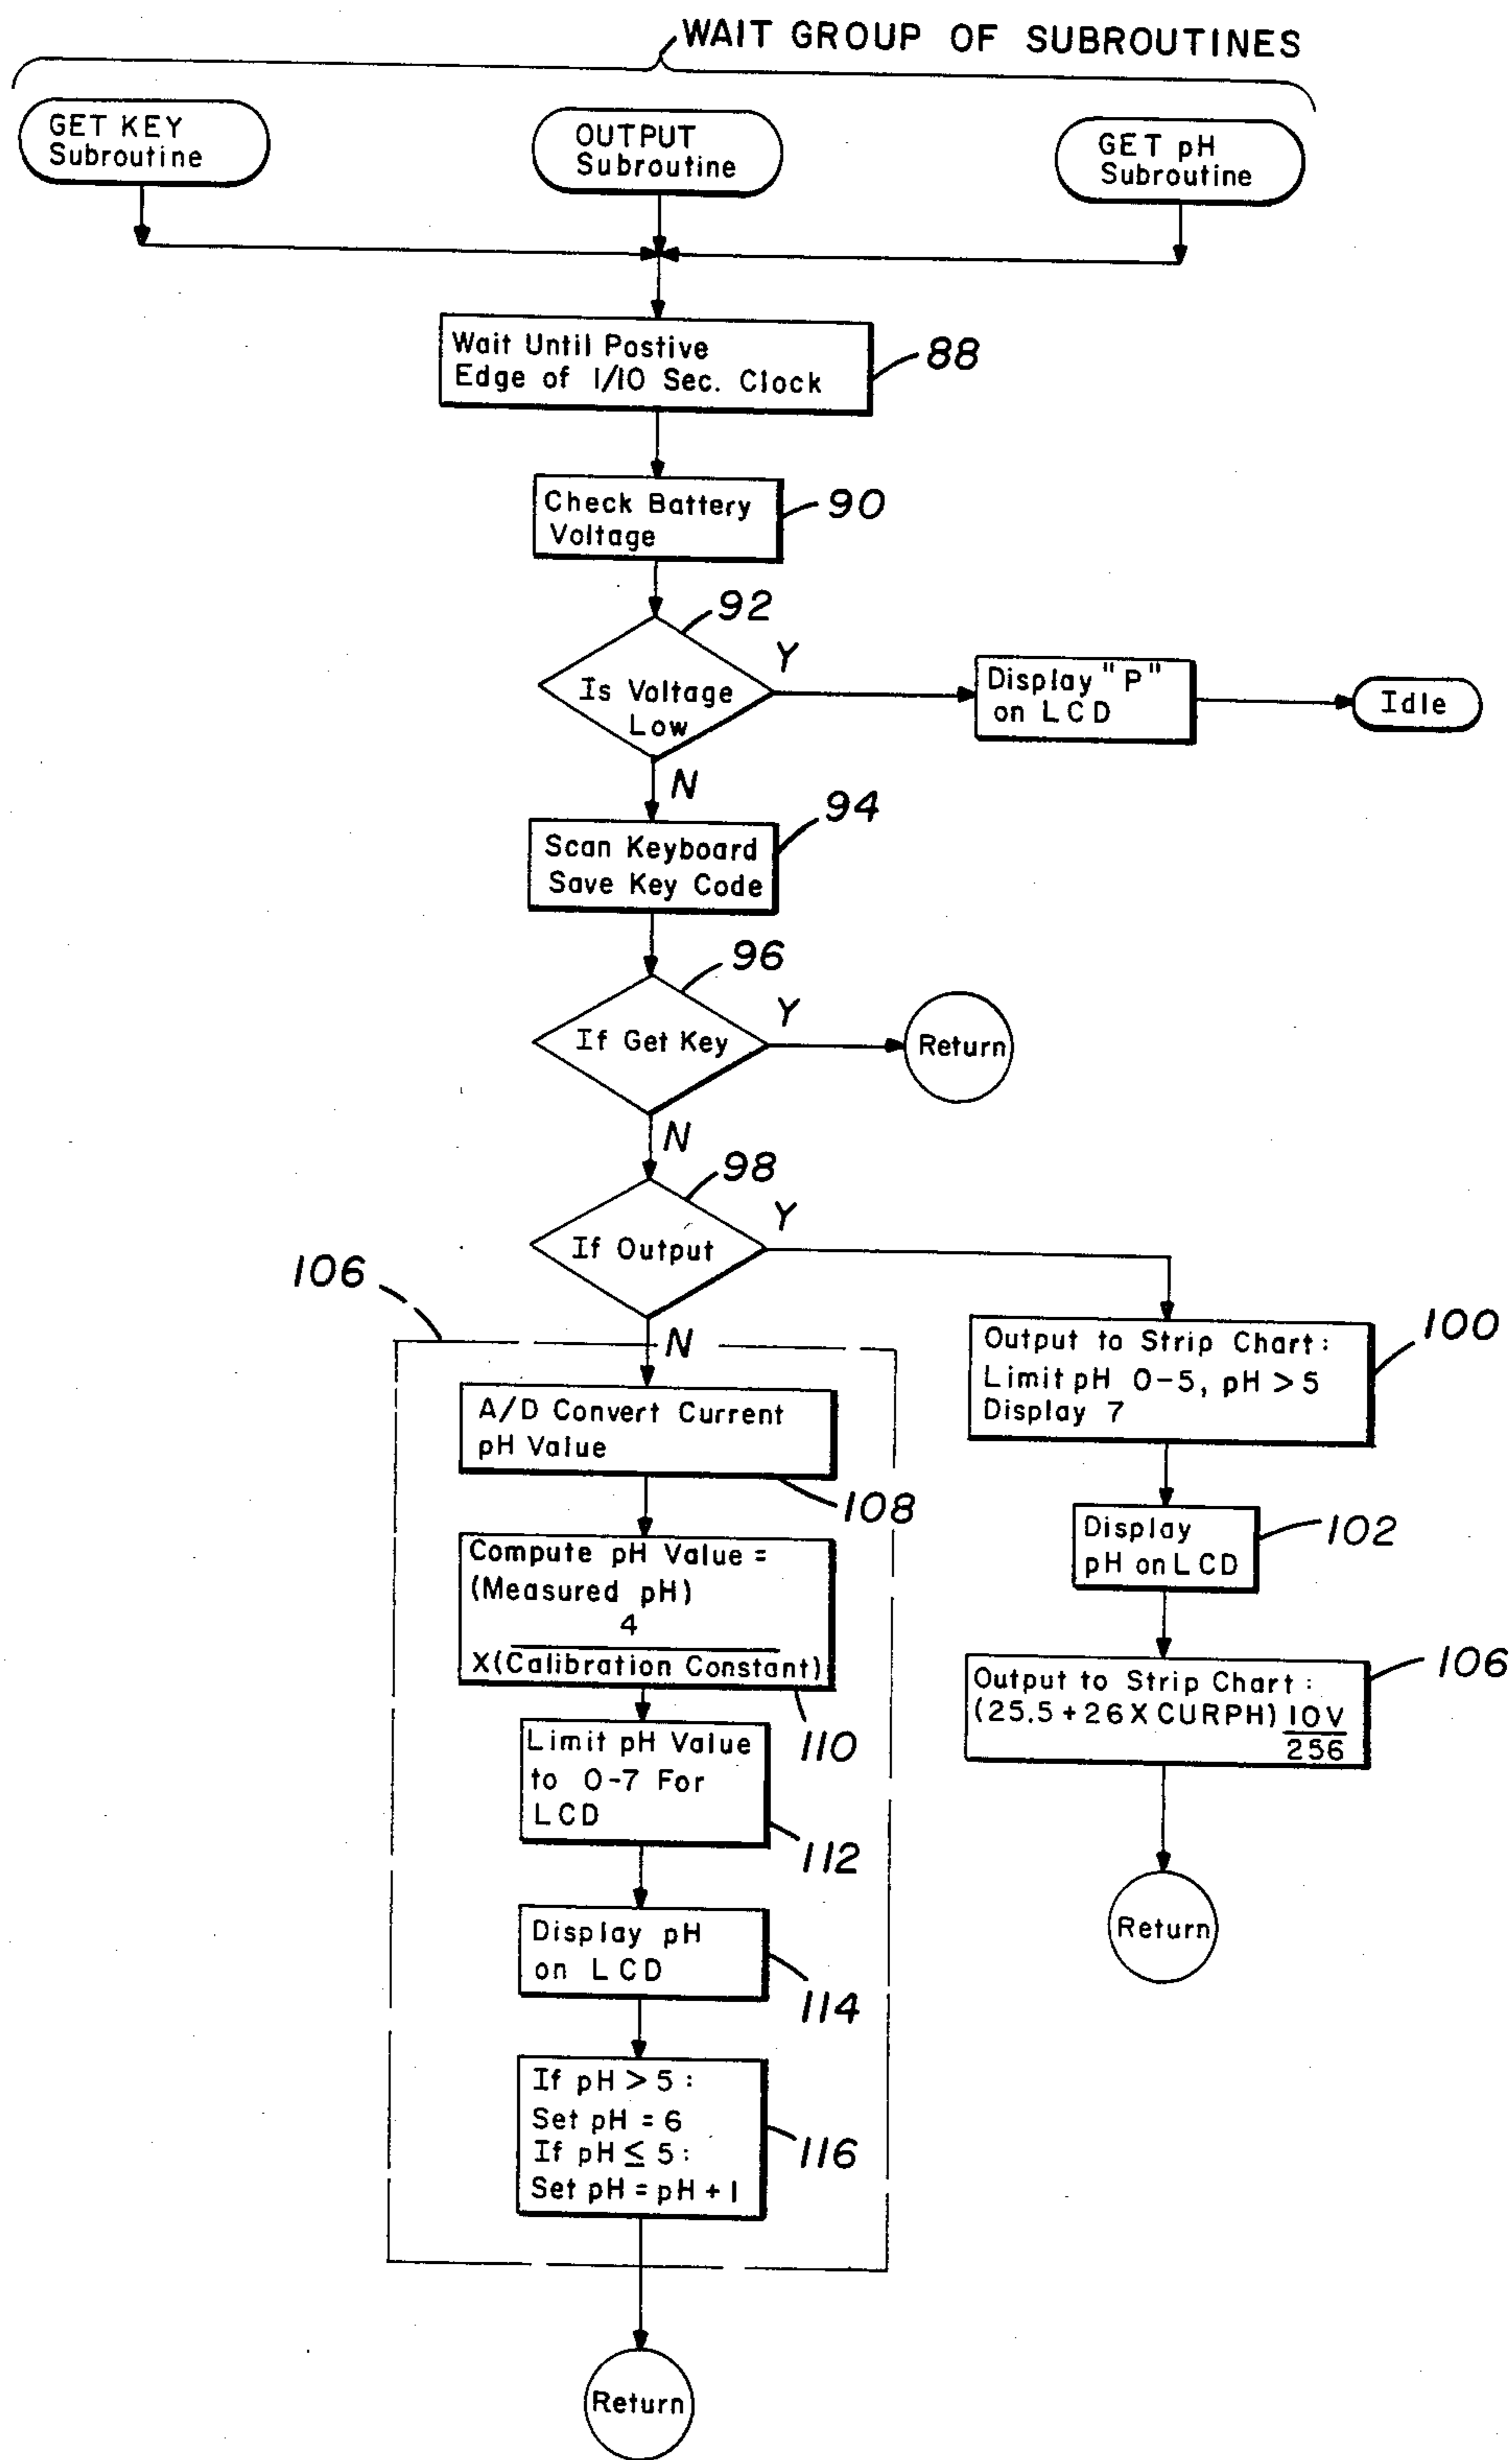 WAIT GROUP OF SUBROUTINES
GET KEY
Subroutine
OUTPUT
Subroutine
GET pH
Subroutine
Wait Until Postive
Edge of 1/10 Sec. Clock
88
Check Battery
Voltage
90
92
Is Voltage
Low
Y
Display "P"
on LCD
Idle
N
94
Scan Keyboard
Save Key Code
96
If Get Key
Y
Return
N
98
If Output
Y
106
N
100
Output to Strip Chart:
Limit pH 0-5, pH > 5
Display 7
A/D Convert Current
pH Value
108
Display
pH on LCD
102
Compute pH Value =
(Measured pH)
4
X(Calibration Constant)
110
Output to Strip Chart:
(25.5 + 26 X CURPH) 10V
256
106
Limit pH Value
to 0-7 For
LCD
112
Return
Display pH
on LCD
114
If pH > 5:
Set pH = 6
If pH ≤ 5:
Set pH = pH + 1
116
Return